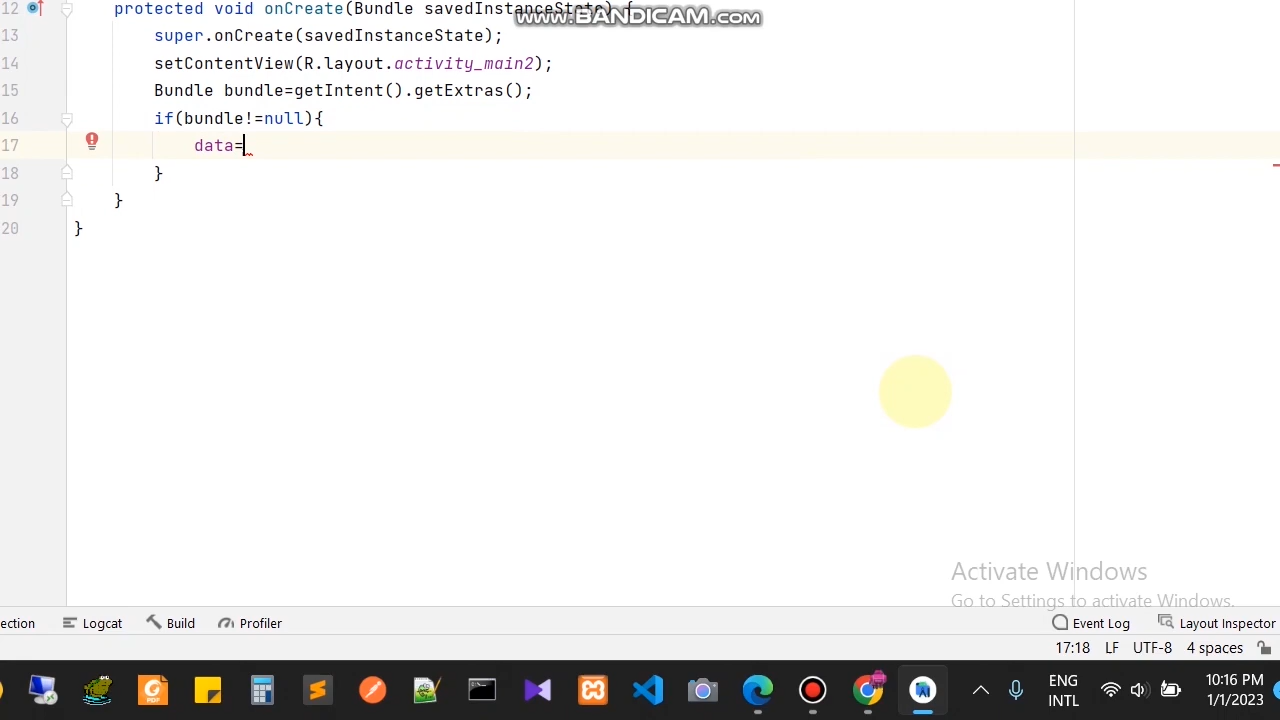 www.BANDICAM.com
12 protected void onCreate(Bundle savedInstanceState) {
13 super.onCreate(savedInstanceState);
14 setContentView(R.layout.activity_main2);
15 Bundle bundle=getIntent().getExtras();
16 if(bundle!=null){
17 data=
18 }
19 }
20 }
Activate Windows
Go to Settings to activate Windows.
ection Logcat Build Profiler Event Log Layout Inspector
17:18 LF UTF-8 4 spaces
ENG
INTL
10:16 PM
1/1/2023